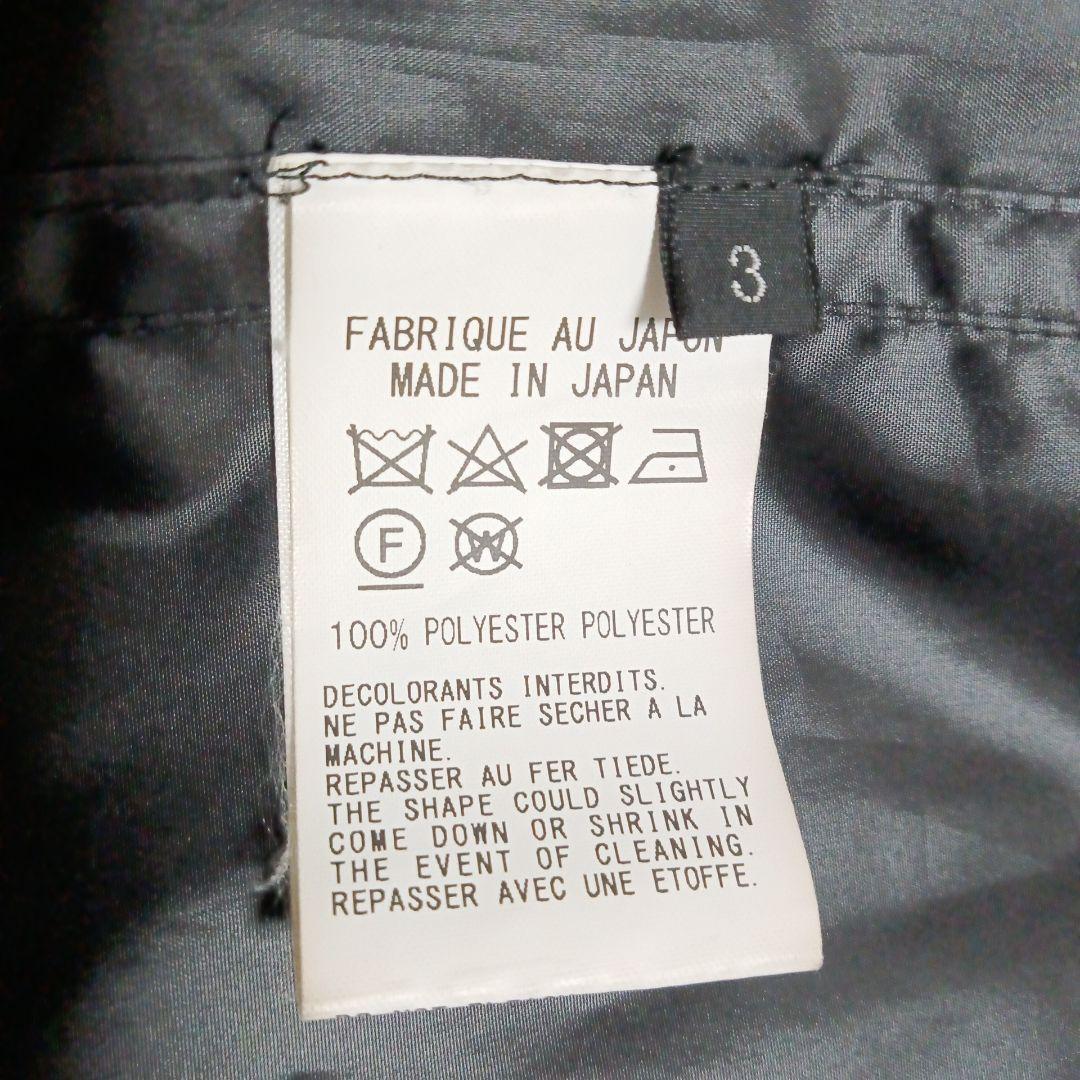 3
FABRIQUE AU JAPON
MADE IN JAPAN
F
W
100% POLYESTER POLYESTER
DECOLORANTS INTERDITS.
NE PAS FAIRE SECHER A LA
MACHINE.
REPASSER AU FER TIEDE.
THE SHAPE COULD SLIGHTLY
COME DOWN OR SHRINK IN
THE EVENT OF CLEANING.
REPASSER AVEC UNE ETOFFE.